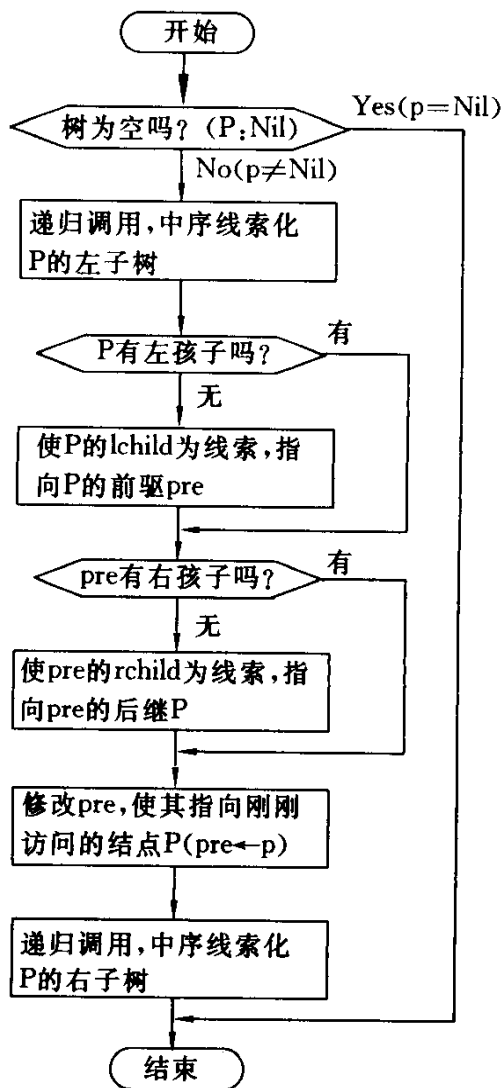 开始
树为空吗? (P:Nil)
Yes(p=Nil)
No(p≠Nil)
递归调用,中序线索化
P的左子树
P有左孩子吗?
有
无
使P的lchild为线索,指
向P的前驱pre
pre有右孩子吗?
有
无
使pre的rchild为线索,指
向pre的后继P
修改pre,使其指向刚刚
访问的结点P(pre←p)
递归调用,中序线索化
P的右子树
结束